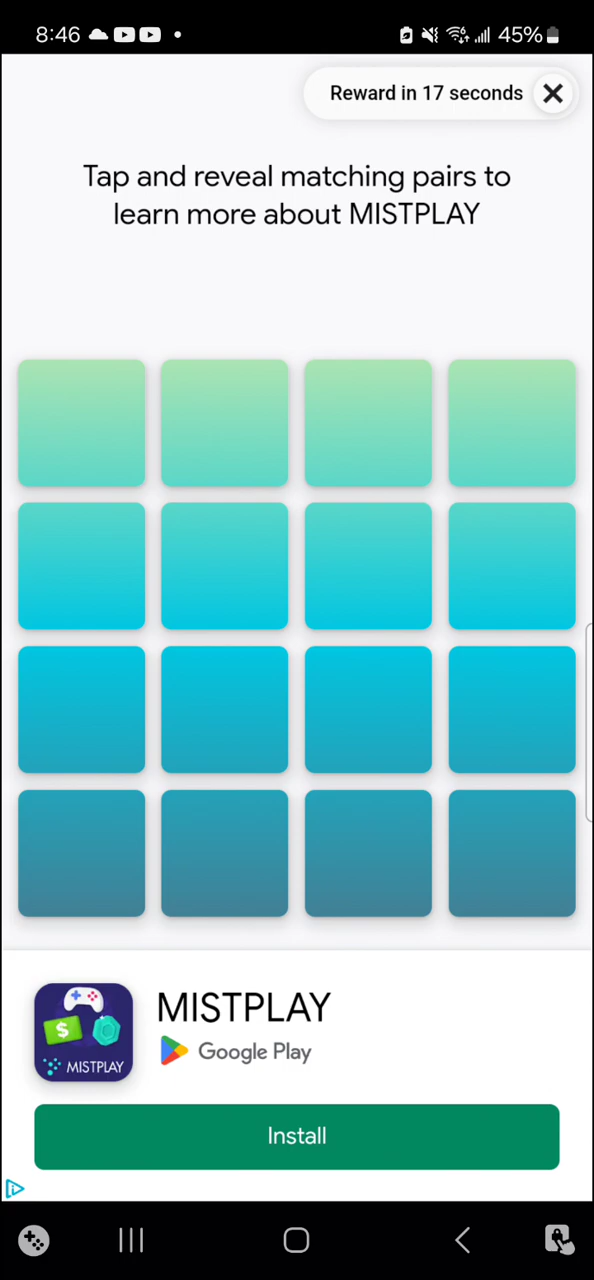 8:46
45%
Reward in 17 seconds
Tap and reveal matching pairs to
learn more about MISTPLAY
MISTPLAY
$
MISTPLAY
Google Play
Install